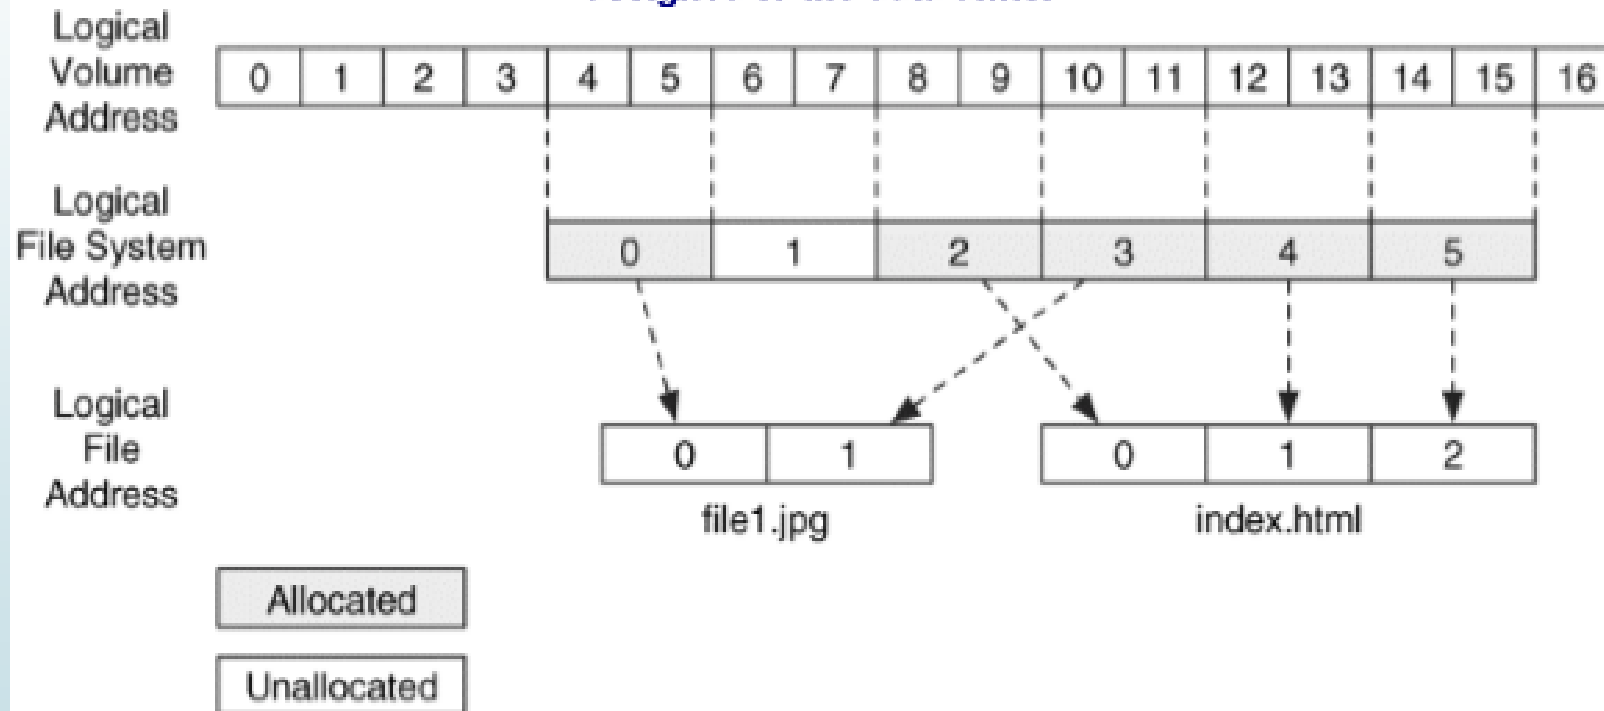 Logical
Volume
Address
0 1 2 3 4 5 6 7 8 9 10 11 12 13 14 15 16
Logical
File System
Address
0 1 2 3 4 5
Logical
File
Address
0 1 0 1 2
file1.jpg index.html
Allocated
Unallocated